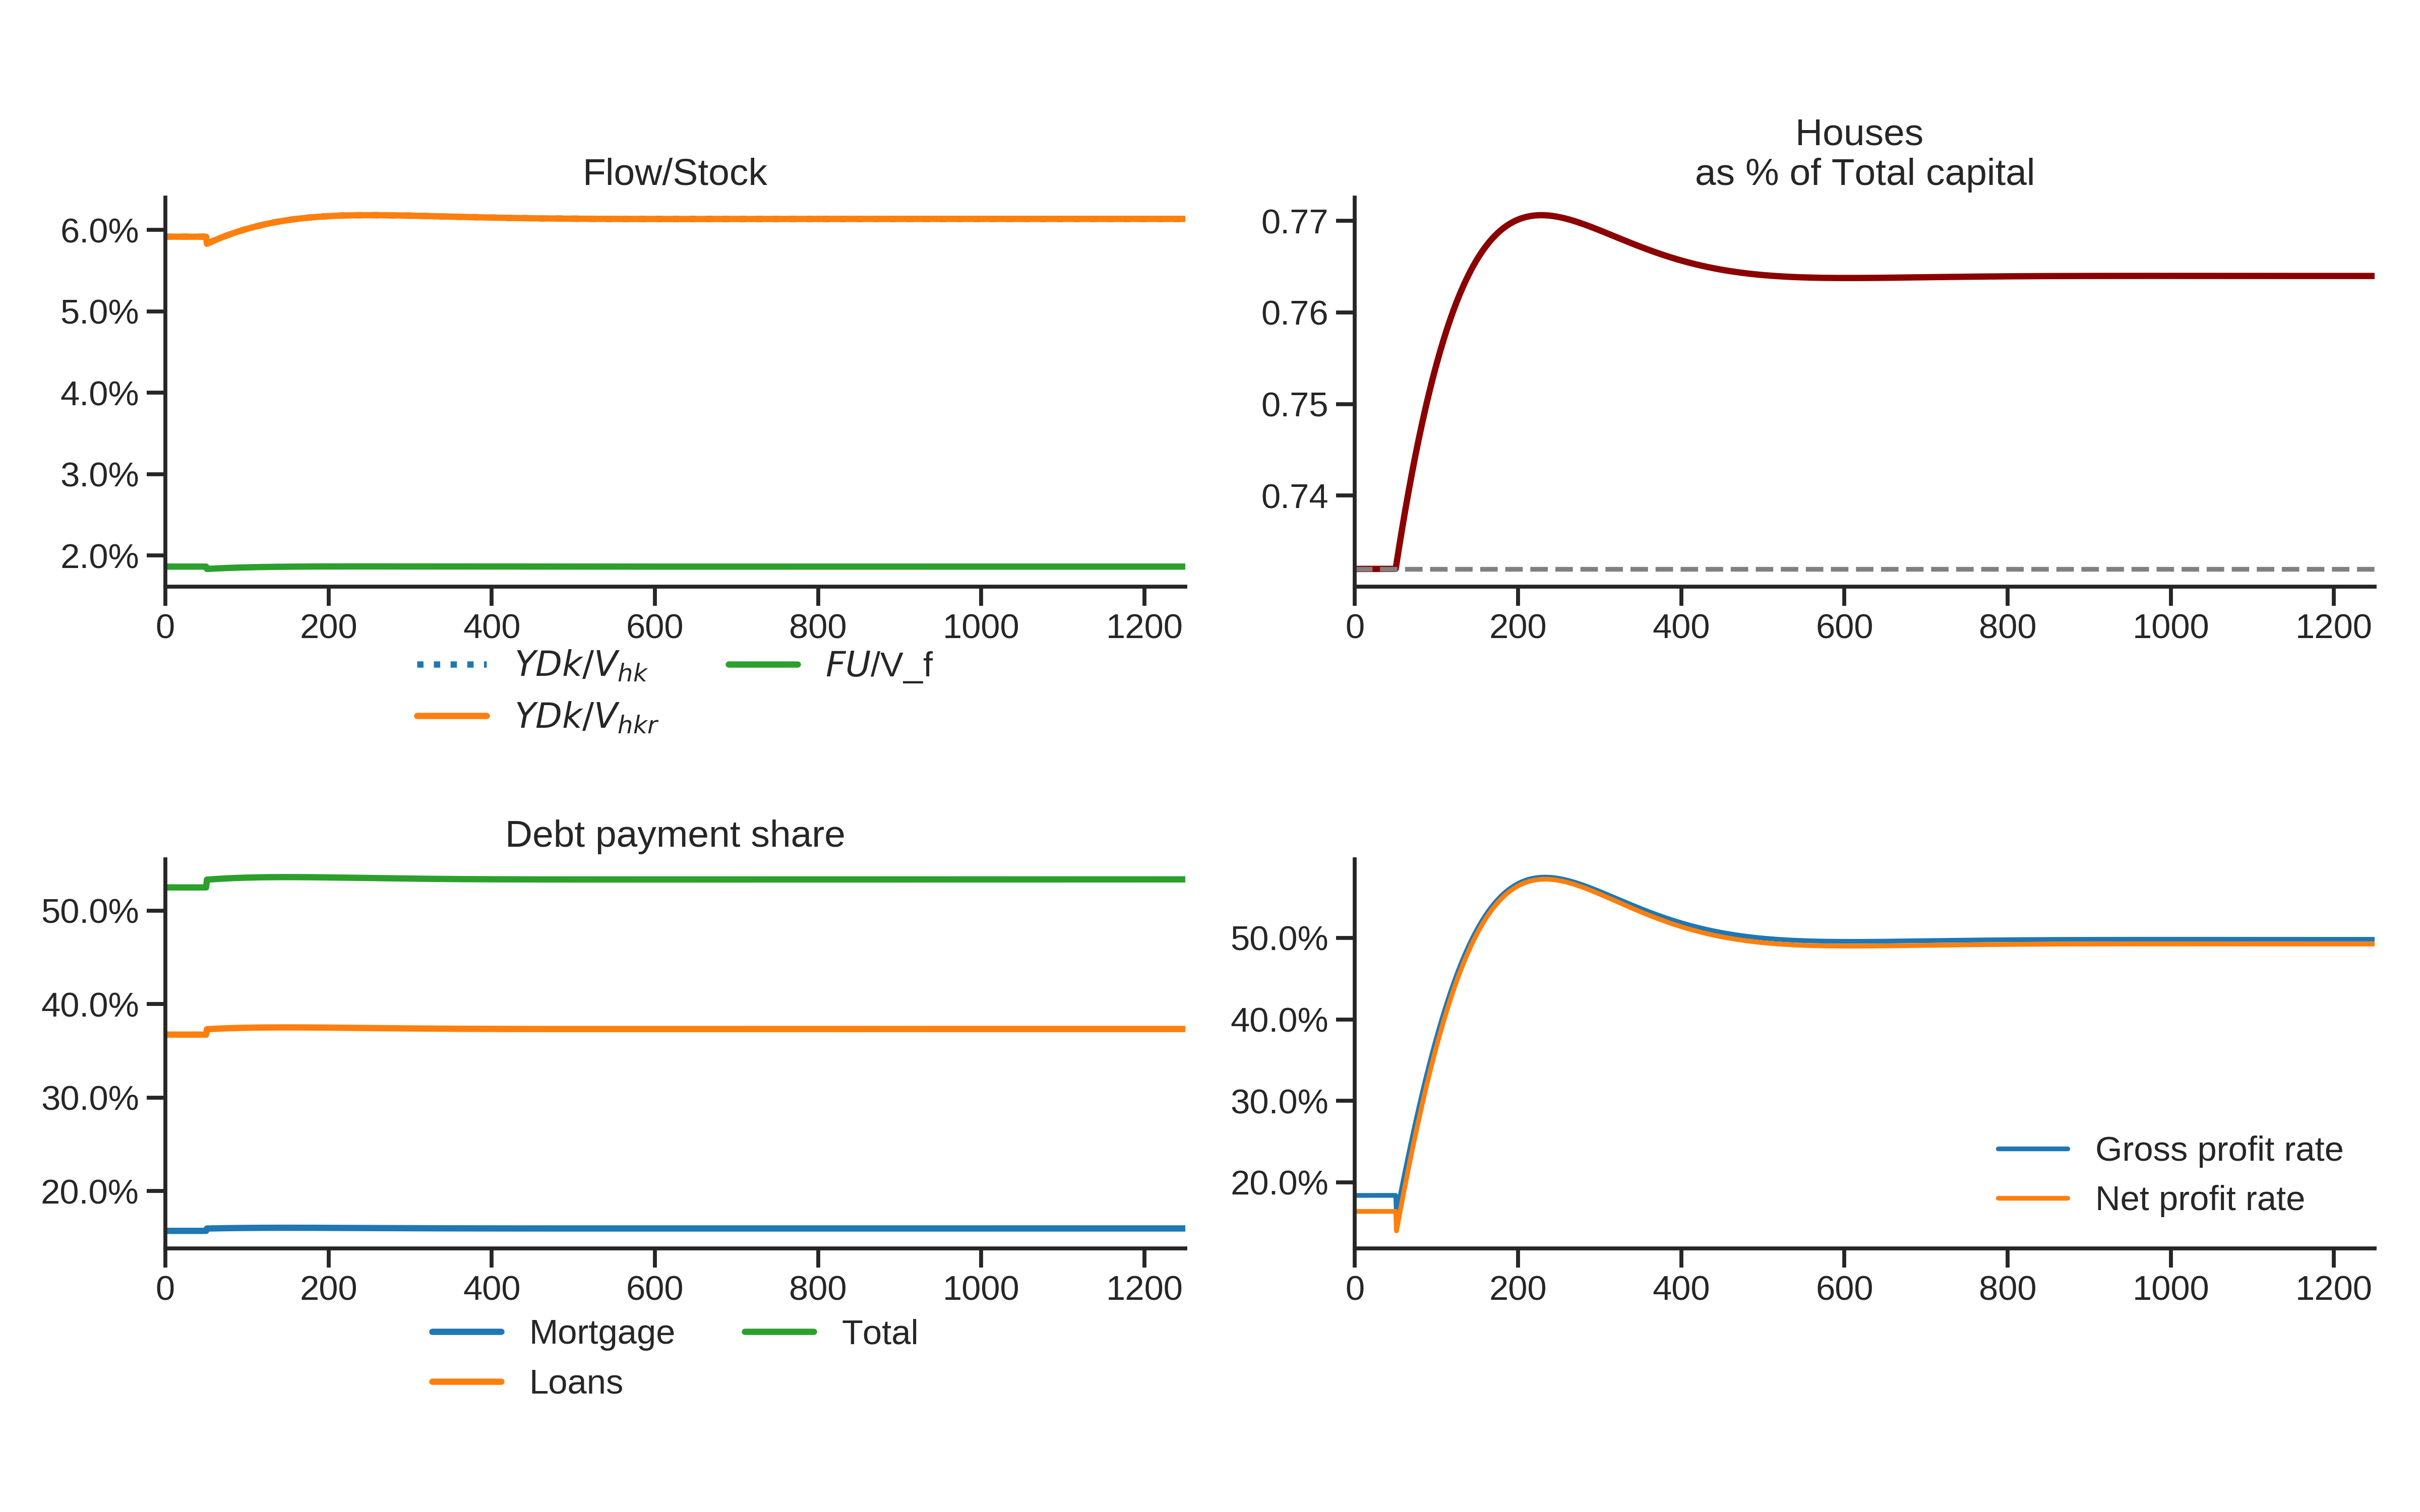 Flow/Stock
6.0%
5.0%
4.0%
3.0%
2.0%
0 200 400 600 800 1000 1200
YDk/V_{hk} FU/V_f
YDk/V_{hkr}
Houses
as % of Total capital
0.77
0.76
0.75
0.74
0 200 400 600 800 1000 1200
Debt payment share
50.0%
40.0%
30.0%
20.0%
0 200 400 600 800 1000 1200
Mortgage Total
Loans
50.0%
40.0%
30.0%
20.0%
Gross profit rate
Net profit rate
0 200 400 600 800 1000 1200